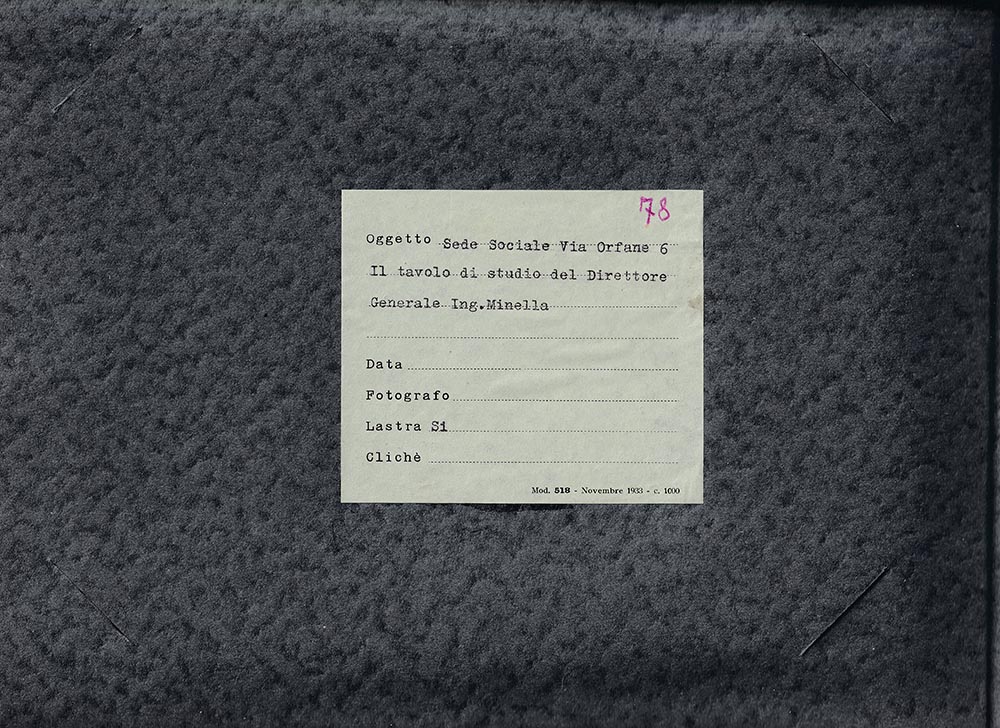 78
Oggetto Sede Sociale Via Orfane 6
Il tavolo di studio del Direttore
Generale Ing.Minella
Data
Fotografo
Lastra Si
Clichè
Mod. 518 - Novembre 1933 - c. 1000